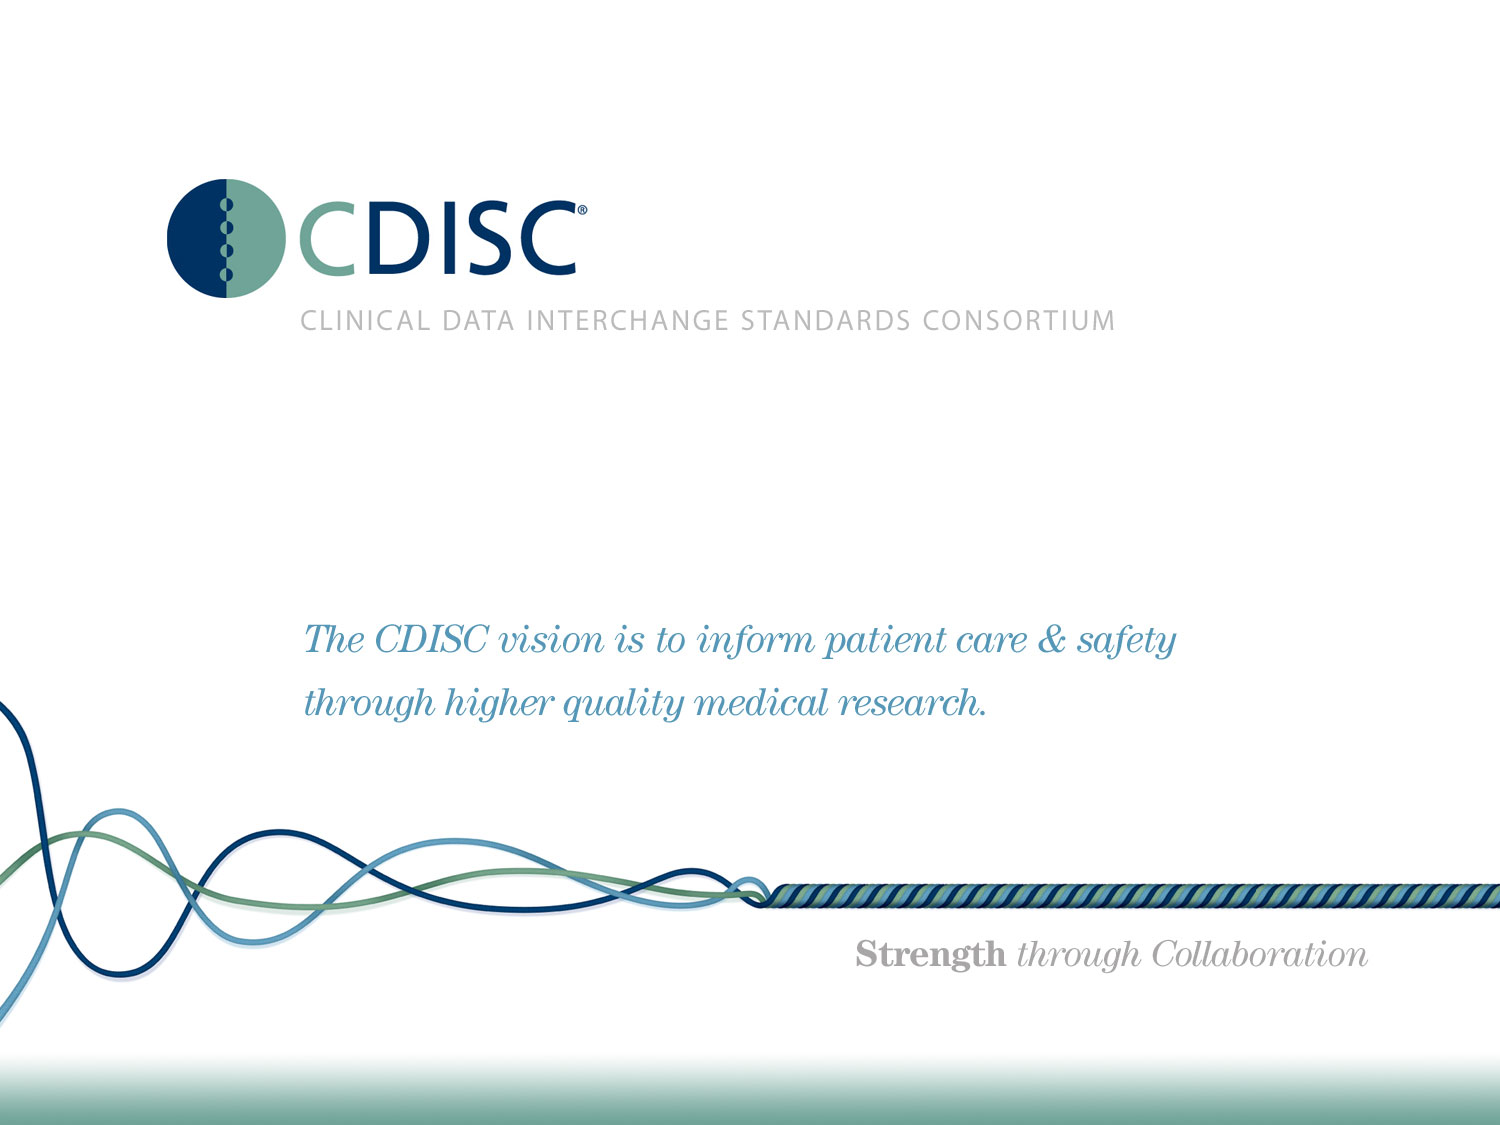 CDISC®
CLINICAL DATA INTERCHANGE STANDARDS CONSORTIUM
The CDISC vision is to inform patient care & safety
through higher quality medical research.
Strength through Collaboration